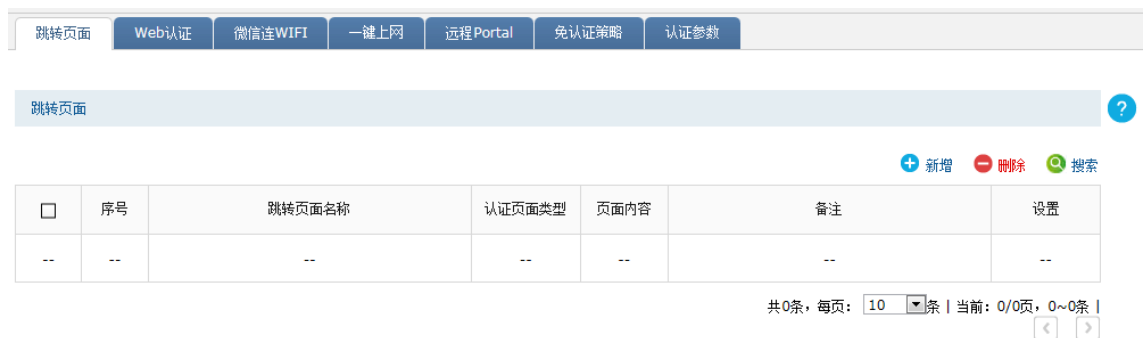 跳转页面 Web认证 微信连WIFI 一键上网 远程Portal 免认证策略 认证参数
跳转页面 ?
新增 删除 搜索
序号 跳转页面名称 认证页面类型 页面内容 备注 设置
-- -- -- -- -- -- --
共0条，每页： 10 条 | 当前：0/0页，0~0条 |
< >